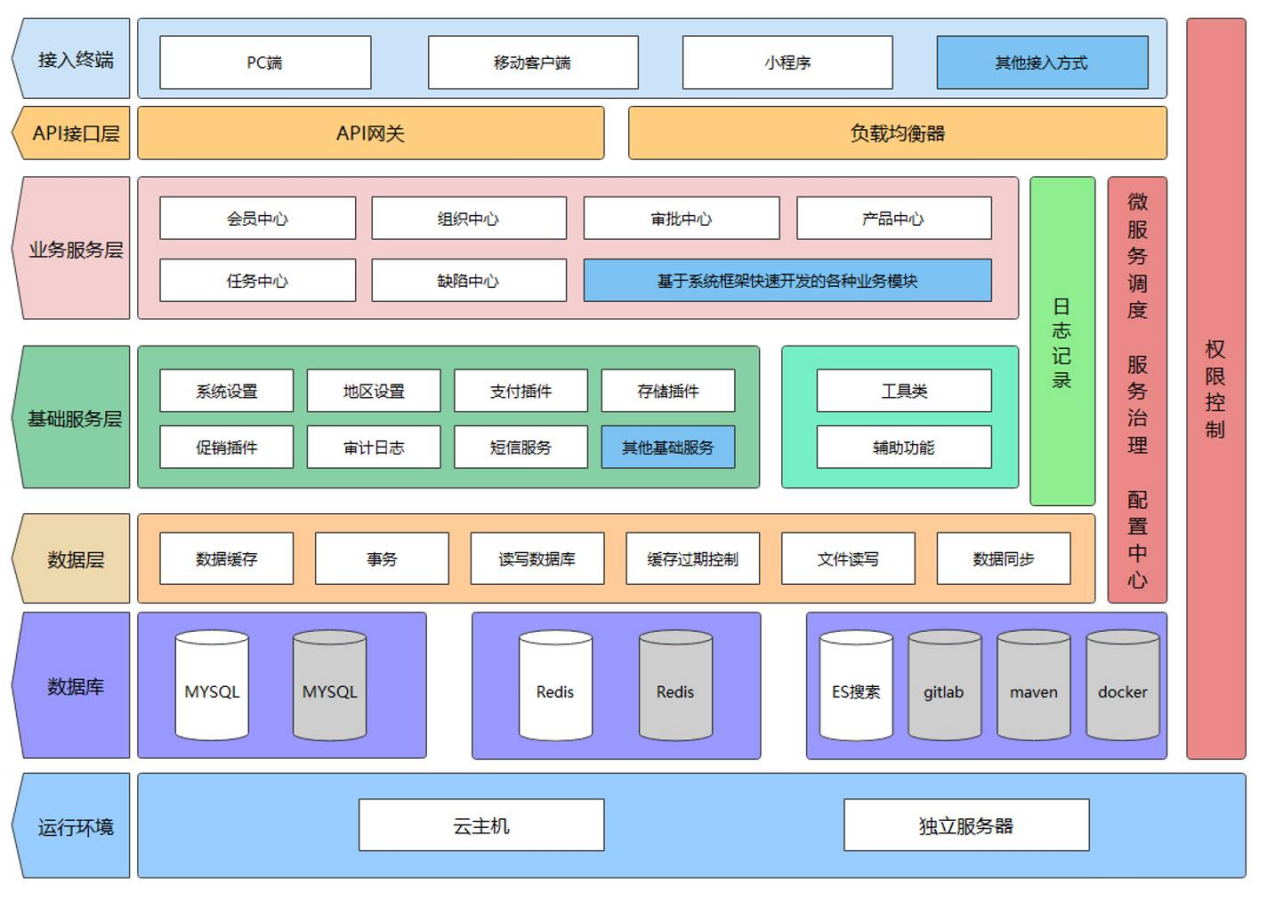 接入终端
PC端
移动客户端
小程序
其他接入方式
API接口层
API网关
负载均衡器
业务服务层
会员中心
组织中心
审批中心
产品中心
任务中心
缺陷中心
基于系统框架快速开发的各种业务模块
基础服务层
系统设置
地区设置
支付插件
存储插件
促销插件
审计日志
短信服务
其他基础服务
工具类
辅助功能
日志记录
微服务调度 服务治理 配置中心
权限控制
数据层
数据缓存
事务
读写数据库
缓存过期控制
文件读写
数据同步
数据库
MYSQL
MYSQL
Redis
Redis
ES搜索
gitlab
maven
docker
运行环境
云主机
独立服务器